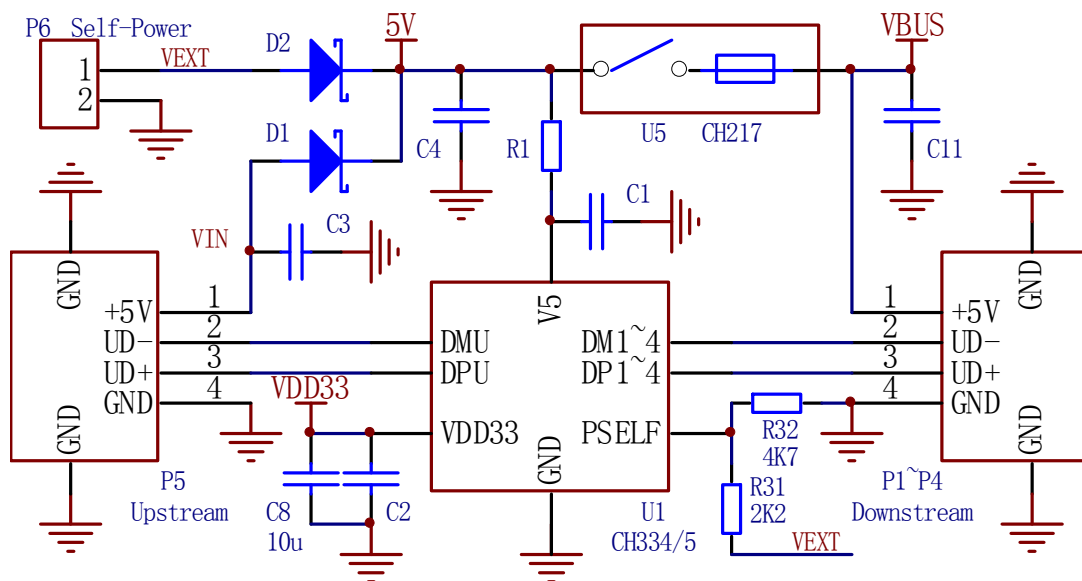 P6 Self-Power
VEXT
D2
5V
VBUS
1
2
D1
C4
R1
U5
CH217
C11
C1
C3
VIN
GND
+5V
UD-
UD+
GND
GND
1
2
3
4
V5
DMU
DPU
VDD33
DM1~4
DP1~4
PSELF
GND
1
2
3
4
GND
+5V
UD-
UD+
GND
GND
VDD33
R32
4K7
P5
Upstream
C8
10u
C2
U1
CH334/5
R31
2K2
VEXT
P1~P4
Downstream